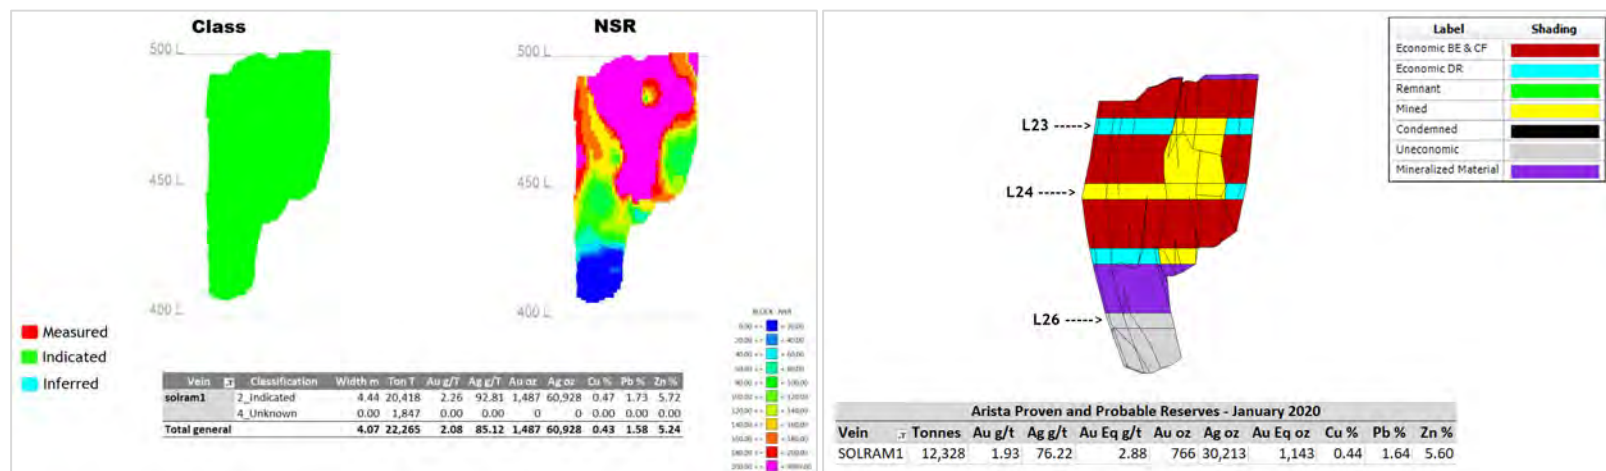 Class
NSR
500 L
500 L
450 L
450 L
400 L
400 L
Measured
Indicated
Inferred
BLOCK NSR
Vein Classification Width m Ton T Au g/T Ag g/T Au oz Ag oz Cu % Pb % Zn %
solram1 2_Indicated 4.44 20,418 2.26 92.81 1,487 60,928 0.47 1.73 5.72
4_Unknown 0.00 1,847 0.00 0.00 0 0 0.00 0.00 0.00
Total general 4.07 22,265 2.08 85.12 1,487 60,928 0.43 1.58 5.24
Label Shading
Economic BE & CF
Economic DR
Remnant
Mined
Condemned
Uneconomic
Mineralized Material
L23 ----->
L24 ----->
L26 ----->
Arista Proven and Probable Reserves - January 2020
Vein Tonnes Au g/t Ag g/t Au Eq g/t Au oz Ag oz Au Eq oz Cu % Pb % Zn %
SOLRAM1 12,328 1.93 76.22 2.88 766 30,213 1,143 0.44 1.64 5.60